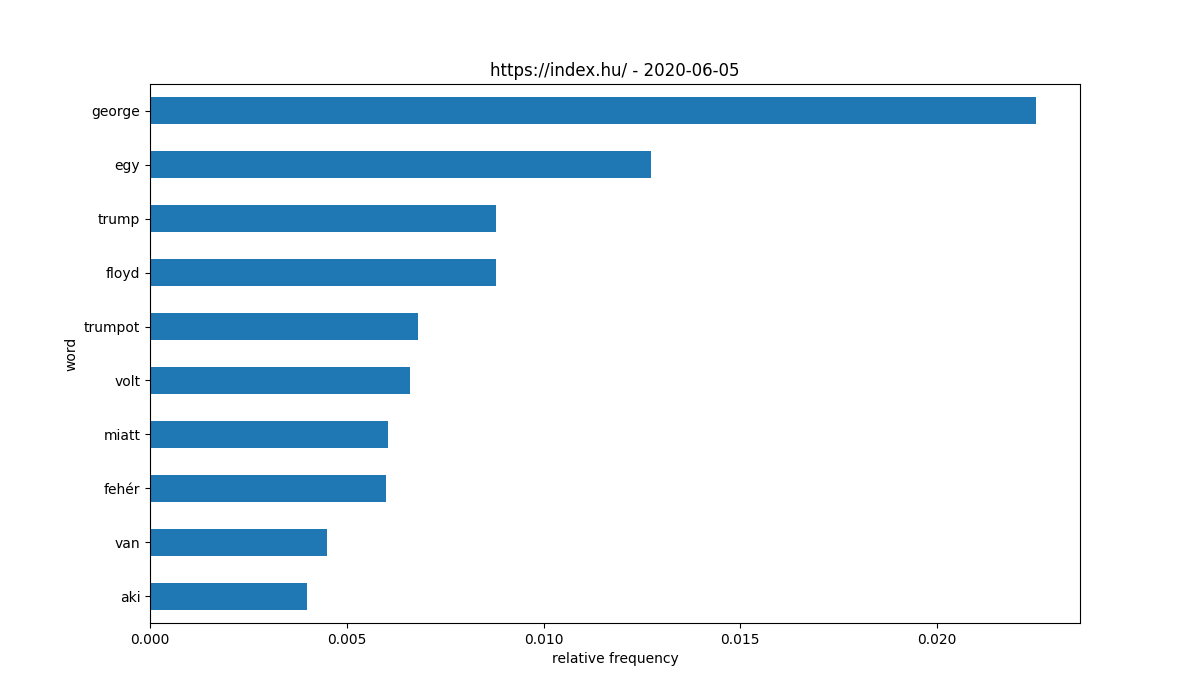 https://index.hu/ - 2020-06-05
george
egy
trump
floyd
trumpot
volt
miatt
fehér
van
aki
word
0.000 0.005 0.010 0.015 0.020
relative frequency